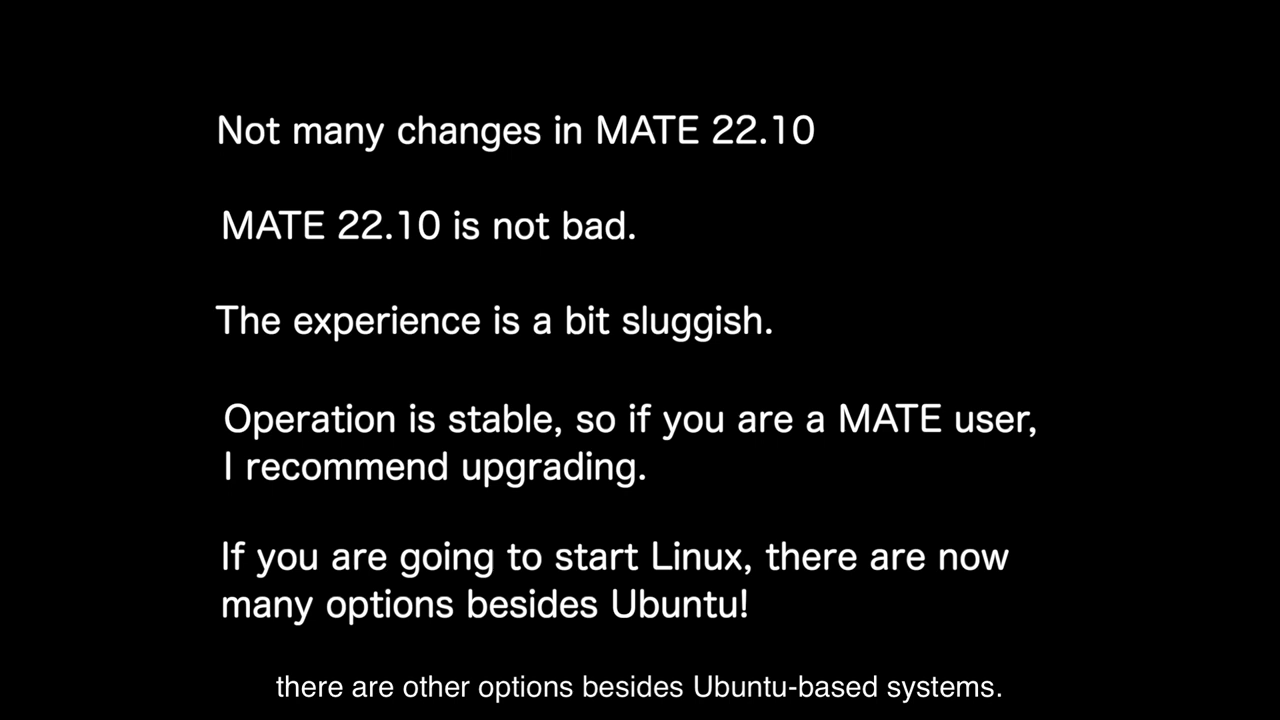 Not many changes in MATE 22.10
MATE 22.10 is not bad.
The experience is a bit sluggish.
Operation is stable, so if you are a MATE user,
I recommend upgrading.
If you are going to start Linux, there are now
many options besides Ubuntu!
there are other options besides Ubuntu-based systems.